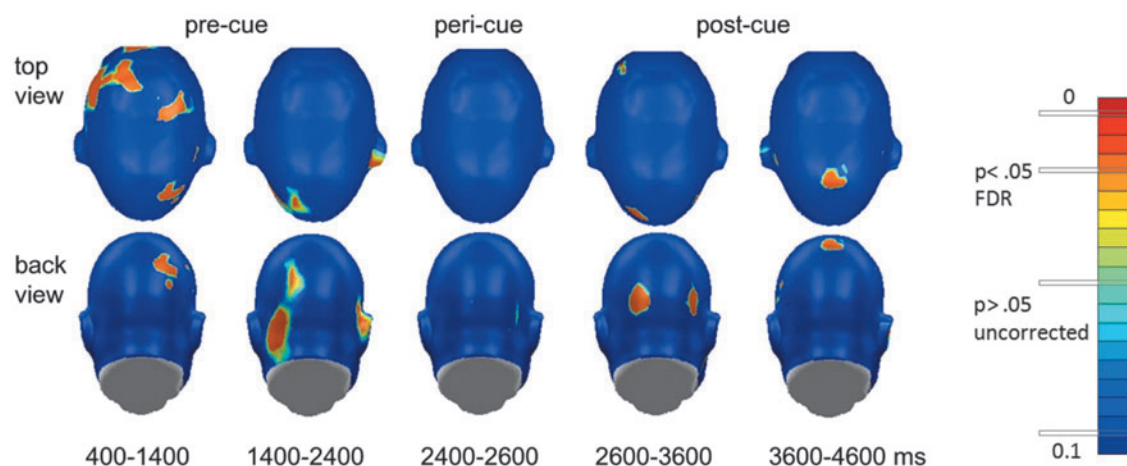 pre-cue peri-cue post-cue
top
view
back
view
400-1400 1400-2400 2400-2600 2600-3600 3600-4600 ms
0
p< .05
FDR
p> .05
uncorrected
0.1